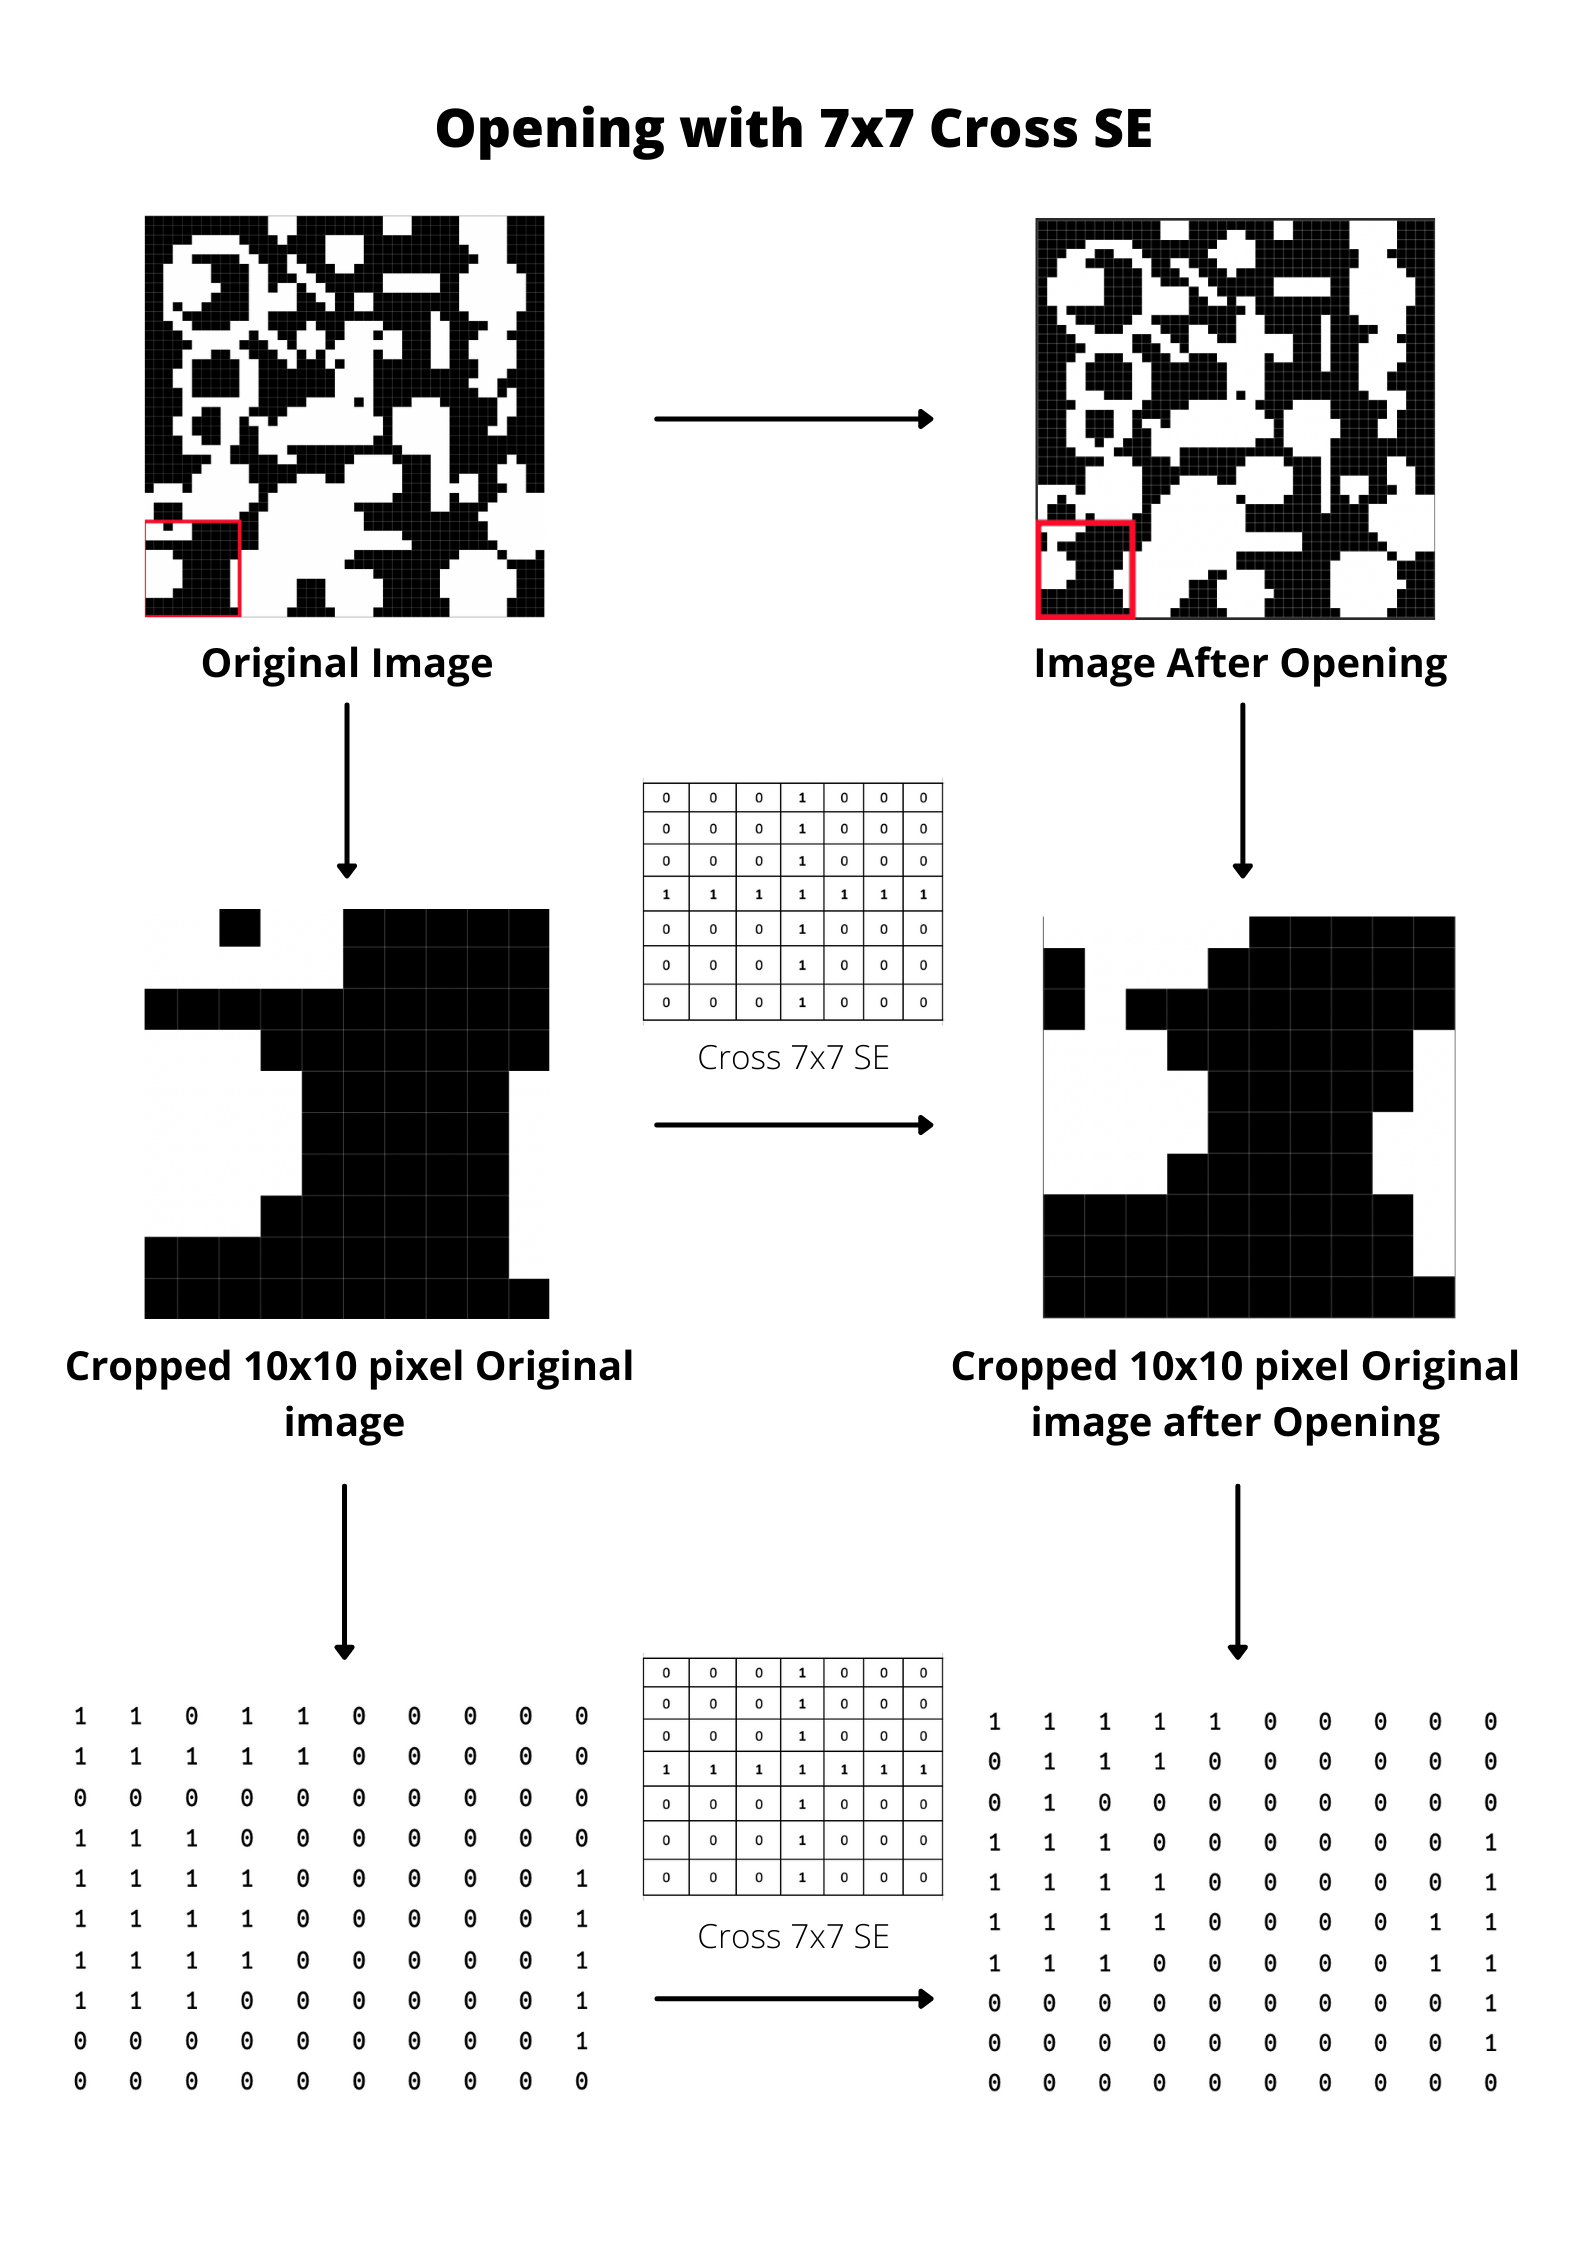 Opening with 7x7 Cross SE
Original Image
Image After Opening
0 0 0 1 0 0 0
0 0 0 1 0 0 0
0 0 0 1 0 0 0
1 1 1 1 1 1 1
0 0 0 1 0 0 0
0 0 0 1 0 0 0
0 0 0 1 0 0 0
Cross 7x7 SE
Cropped 10x10 pixel Original
image
Cropped 10x10 pixel Original
image after Opening
1 1 0 1 1 0 0 0 0 0
1 1 1 1 1 0 0 0 0 0
0 0 0 0 0 0 0 0 0 0
1 1 1 0 0 0 0 0 0 0
1 1 1 1 0 0 0 0 0 1
1 1 1 1 0 0 0 0 0 1
1 1 1 1 0 0 0 0 0 1
1 1 1 0 0 0 0 0 0 1
0 0 0 0 0 0 0 0 0 1
0 0 0 0 0 0 0 0 0 0
0 0 0 1 0 0 0
0 0 0 1 0 0 0
0 0 0 1 0 0 0
1 1 1 1 1 1 1
0 0 0 1 0 0 0
0 0 0 1 0 0 0
0 0 0 1 0 0 0
Cross 7x7 SE
1 1 1 1 1 0 0 0 0 0
0 1 1 1 0 0 0 0 0 0
0 1 0 0 0 0 0 0 0 0
1 1 1 0 0 0 0 0 0 1
1 1 1 1 0 0 0 0 0 1
1 1 1 1 0 0 0 0 1 1
1 1 1 0 0 0 0 0 1 1
0 0 0 0 0 0 0 0 0 1
0 0 0 0 0 0 0 0 0 1
0 0 0 0 0 0 0 0 0 0